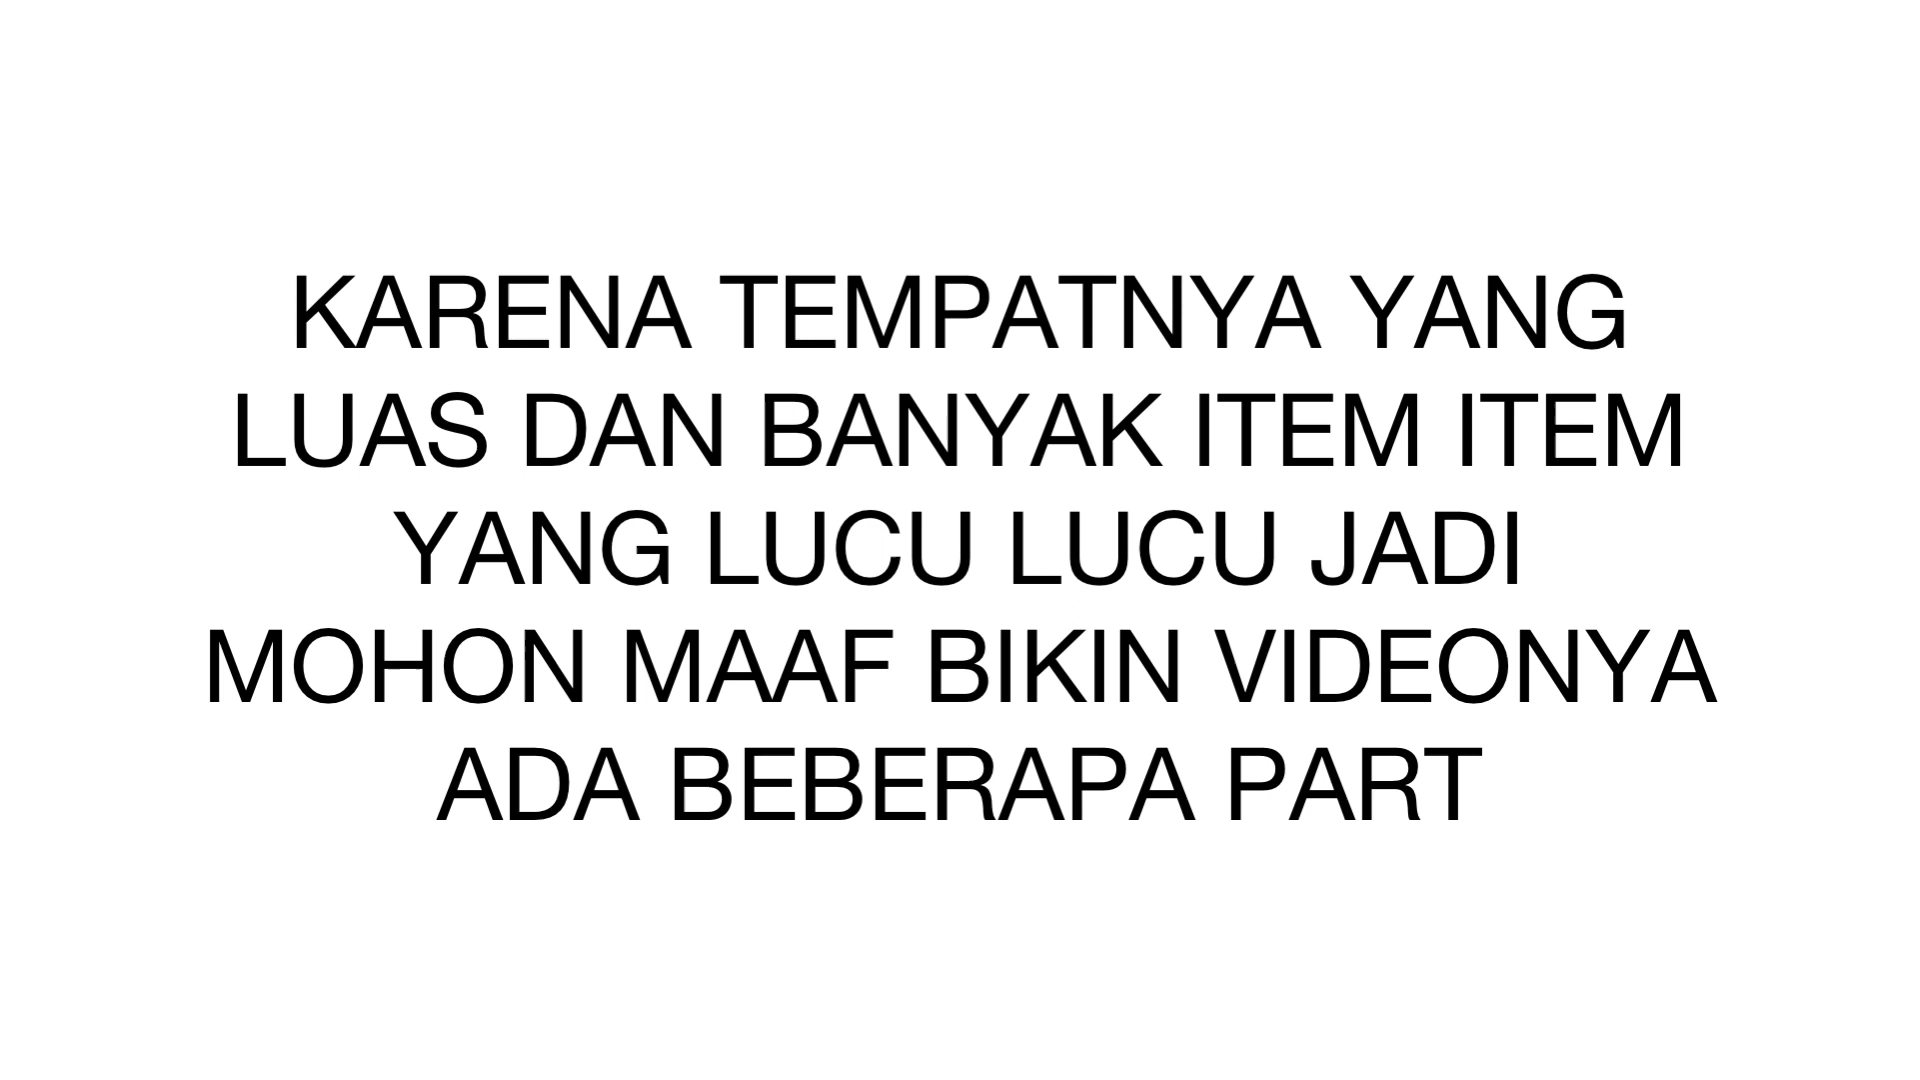 KARENA TEMPATNYA YANG
LUAS DAN BANYAK ITEM ITEM
YANG LUCU LUCU JADI
MOHON MAAF BIKIN VIDEONYA
ADA BEBERAPA PART